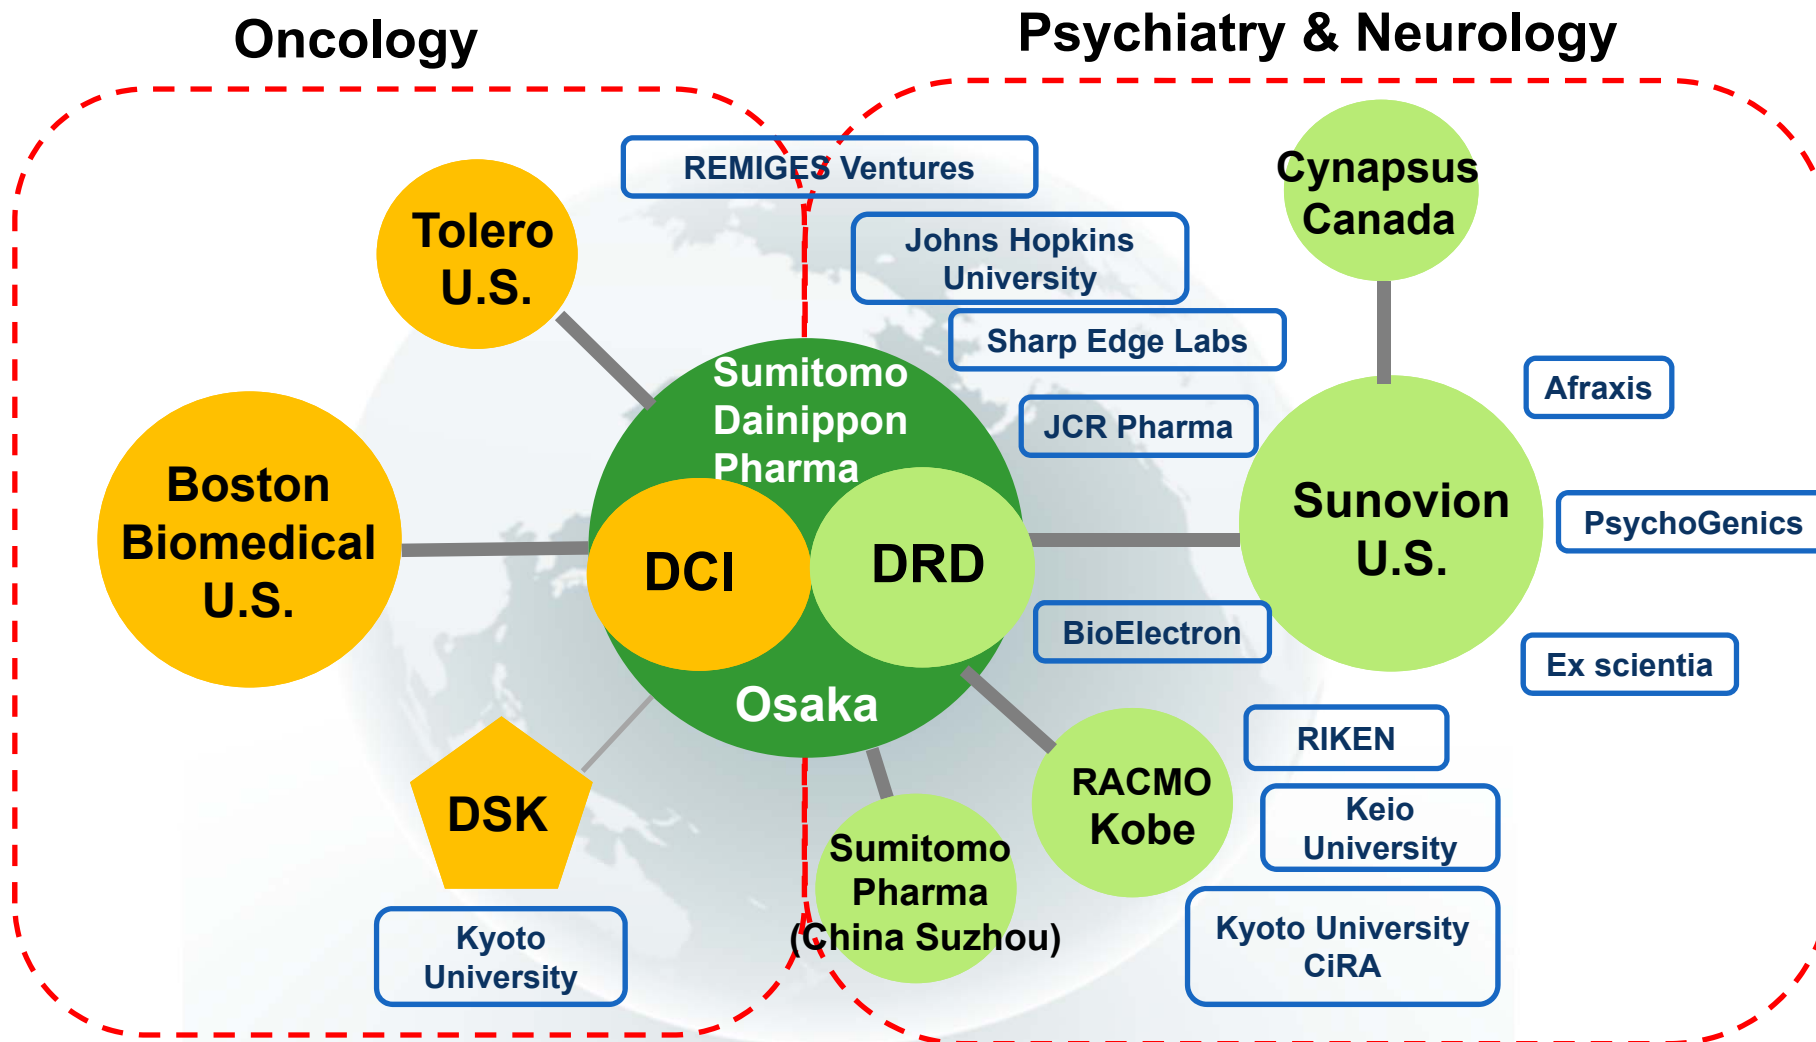 Oncology
Psychiatry & Neurology
REMIGES Ventures
Cynapsus
Canada
Tolero
U.S.
Johns Hopkins
University
Sharp Edge Labs
Sumitomo
Dainippon
Pharma
Afraxis
JCR Pharma
Boston
Biomedical
U.S.
Sunovion
U.S.
PsychoGenics
DCI
DRD
BioElectron
Ex scientia
Osaka
RIKEN
DSK
RACMO
Kobe
Keio
University
Sumitomo
Pharma
(China Suzhou)
Kyoto
University
Kyoto University
CiRA